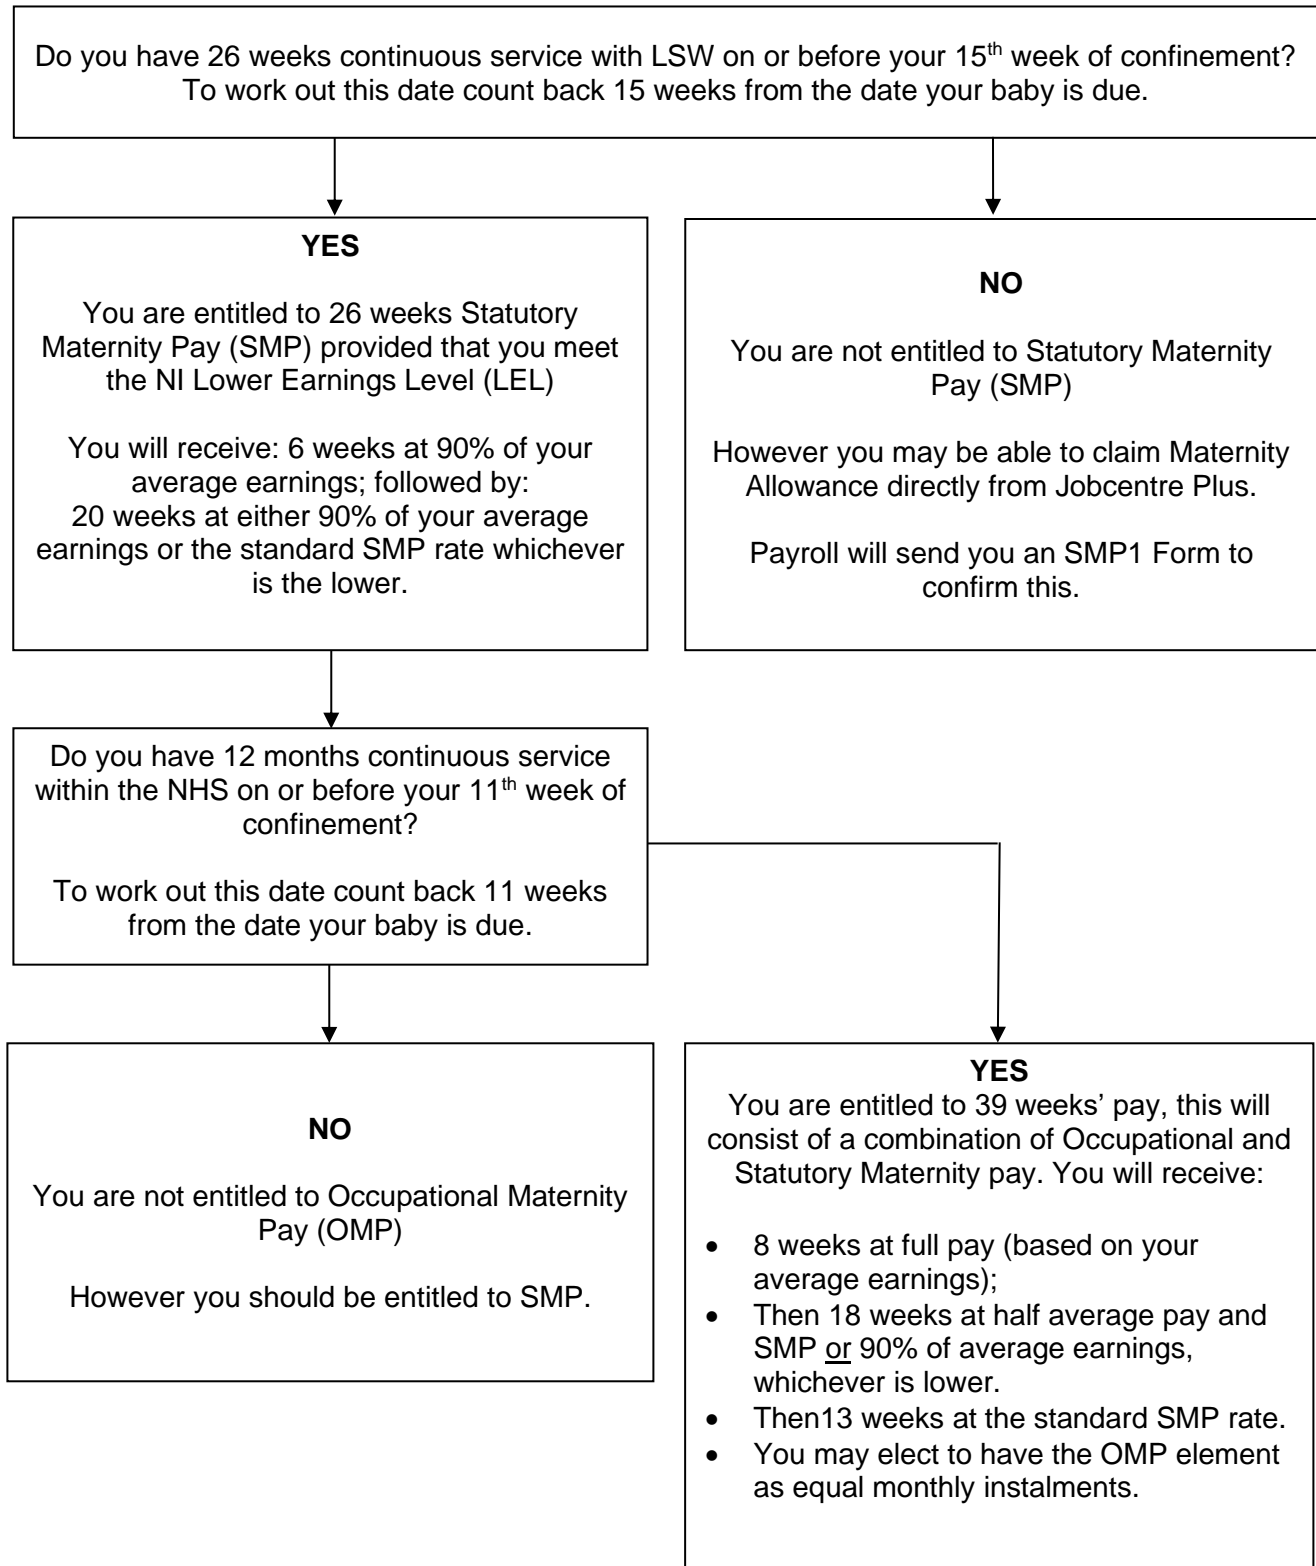 Do you have 26 weeks continuous service with LSW on or before your 15th week of confinement?
To work out this date count back 15 weeks from the date your baby is due.
YES
You are entitled to 26 weeks Statutory
Maternity Pay (SMP) provided that you meet
the NI Lower Earnings Level (LEL)
You will receive: 6 weeks at 90% of your
average earnings; followed by:
20 weeks at either 90% of your average
earnings or the standard SMP rate whichever
is the lower.
NO
You are not entitled to Statutory Maternity
Pay (SMP)
However you may be able to claim Maternity
Allowance directly from Jobcentre Plus.
Payroll will send you an SMP1 Form to
confirm this.
Do you have 12 months continuous service
within the NHS on or before your 11th week of
confinement?
To work out this date count back 11 weeks
from the date your baby is due.
NO
You are not entitled to Occupational Maternity
Pay (OMP)
However you should be entitled to SMP.
YES
You are entitled to 39 weeks’ pay, this will
consist of a combination of Occupational and
Statutory Maternity pay. You will receive:
• 8 weeks at full pay (based on your
average earnings);
• Then 18 weeks at half average pay and
SMP or 90% of average earnings,
whichever is lower.
• Then13 weeks at the standard SMP rate.
• You may elect to have the OMP element
as equal monthly instalments.